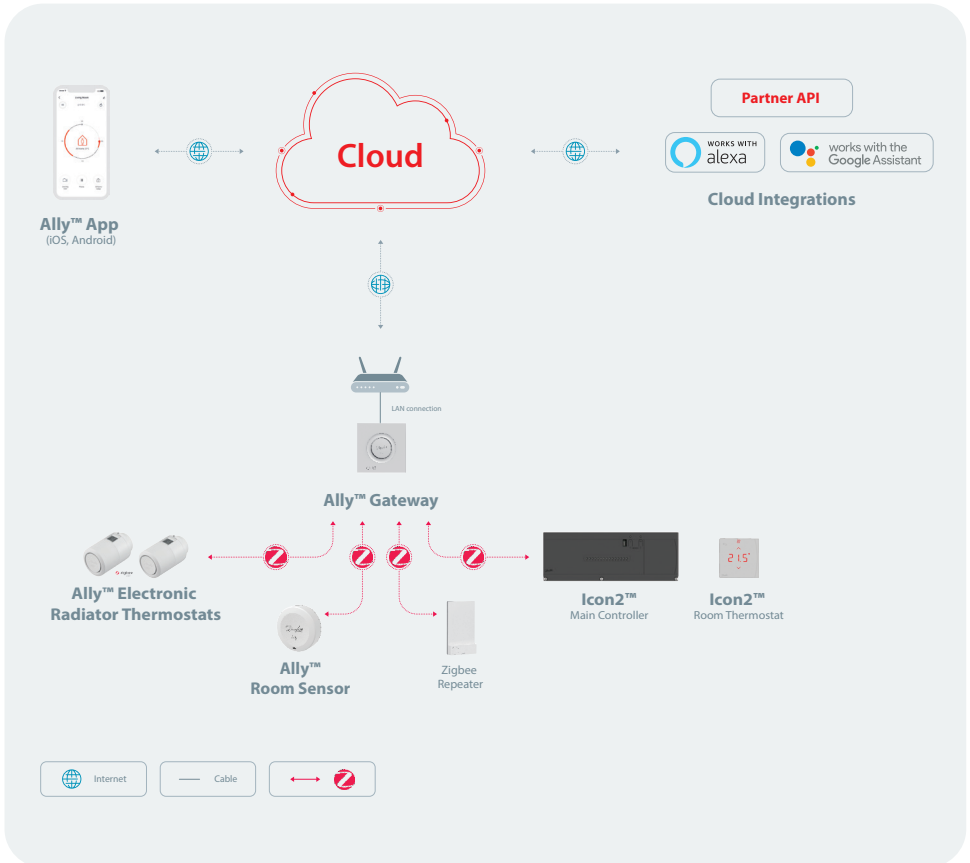 Cloud
Partner API
WORKS WITH
alexa
works with the
Google Assistant
Cloud Integrations
Ally™ App
(iOS, Android)
LAN connection
Ally™ Gateway
Ally™ Electronic
Radiator Thermostats
Ally™
Room Sensor
Zigbee
Repeater
Icon2™
Main Controller
21.5°
Icon2™
Room Thermostat
Internet
Cable